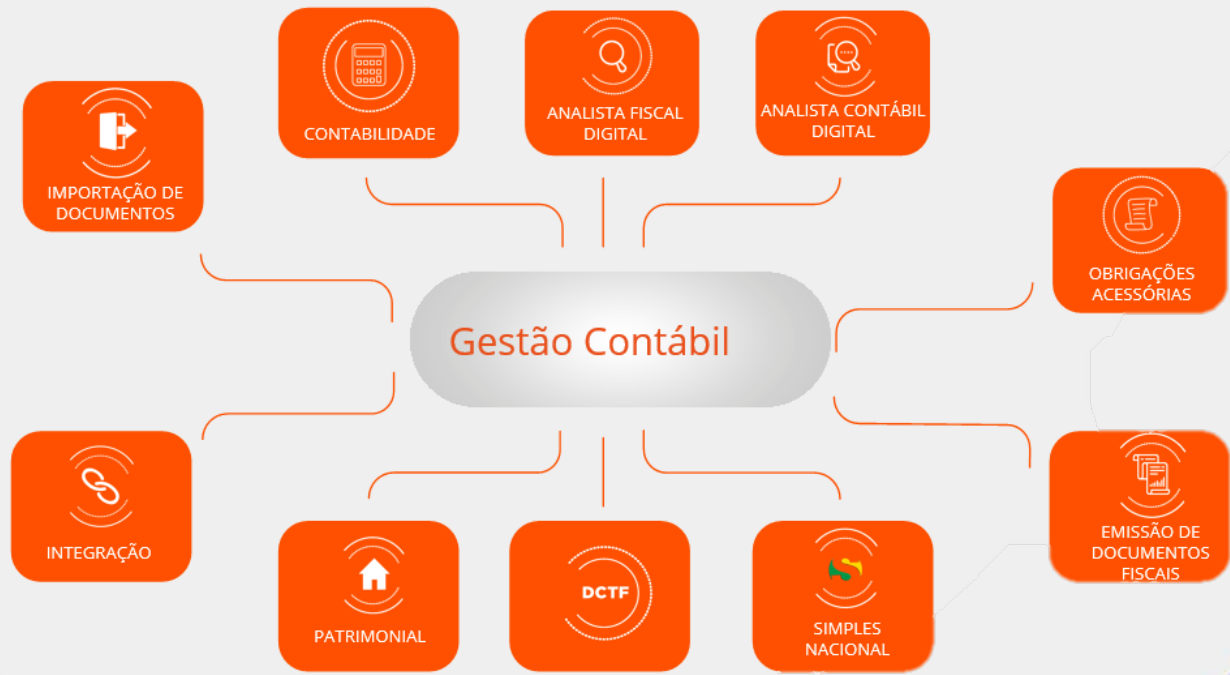 CONTABILIDADE
ANALISTA FISCAL
DIGITAL
ANALISTA CONTÁBIL
DIGITAL
IMPORTAÇÃO DE
DOCUMENTOS
OBRIGAÇÕES
ACESSÓRIAS
Gestão Contábil
INTEGRAÇÃO
PATRIMONIAL
DCTF
SIMPLES
NACIONAL
EMISSÃO DE
DOCUMENTOS
FISCAIS